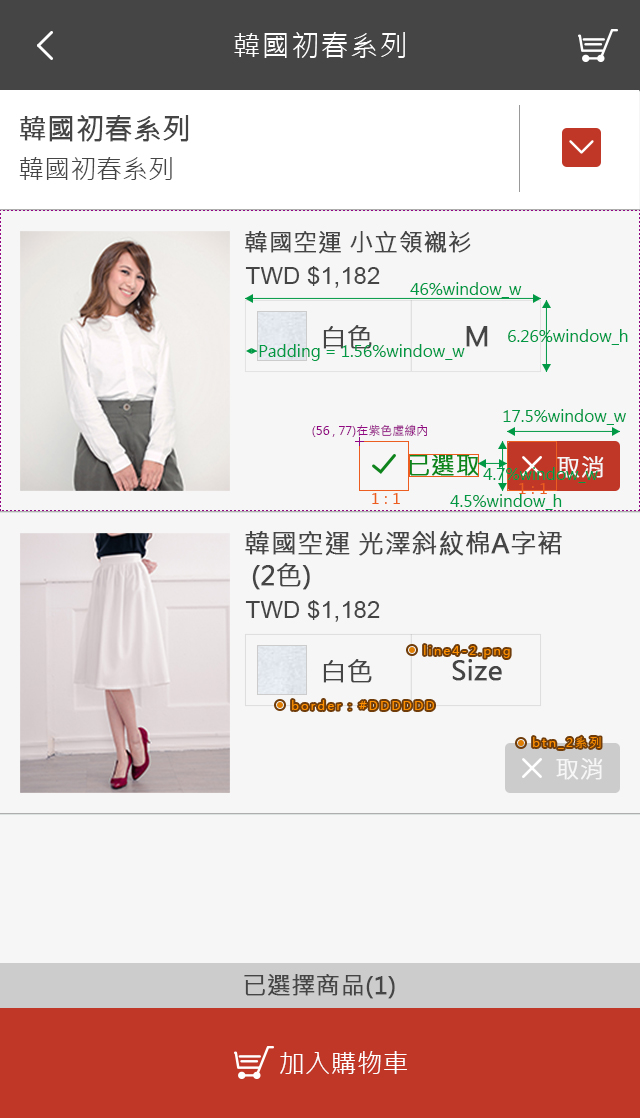 韓國初春系列
韓國初春系列
韓國初春系列
韓國空運 小立領襯衫
TWD $1,182
46%window_w
白色
M
6.26%window_h
Padding = 1.56%window_w
17.5%window_w
(56 , 77)在紫色虛線內
已選取
4.7%window_w
取消
1 : 1
1 : 1
4.5%window_h
韓國空運 光澤斜紋棉A字裙
(2色)
TWD $1,182
line4-2.png
白色
Size
border : #DDDDDD
btn_2系列
取消
已選擇商品(1)
加入購物車